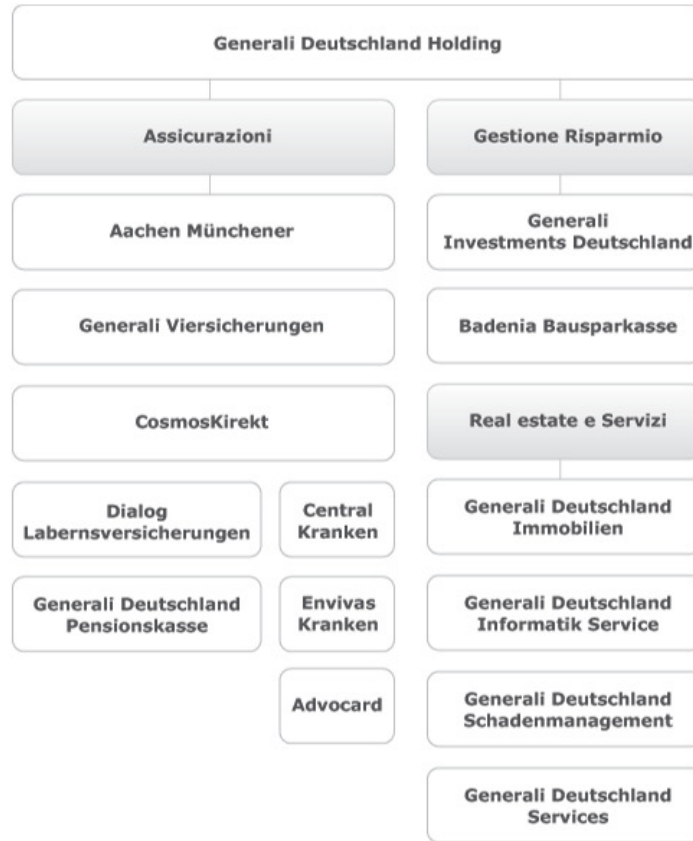 Generali Deutschland Holding
Assicurazioni
Aachen Münchener
Generali Viersicherungen
CosmosKirekt
Dialog
Labernsversicherungen
Central
Kranken
Generali Deutschland
Pensionskasse
Envivas
Kranken
Advocard
Gestione Risparmio
Generali
Investments Deutschland
Badenia Bausparkasse
Real estate e Servizi
Generali Deutschland
Immobilien
Generali Deutschland
Informatik Service
Generali Deutschland
Schadenmanagement
Generali Deutschland
Services